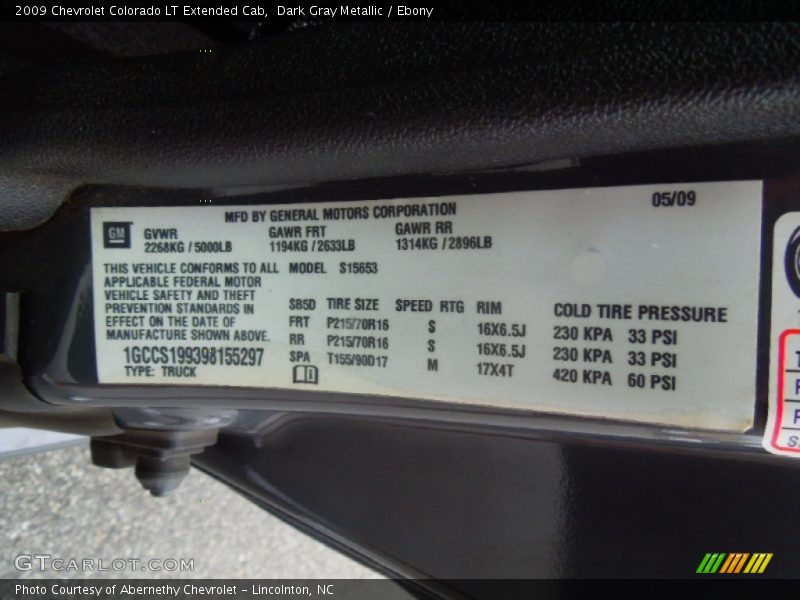 2009 Chevrolet Colorado LT Extended Cab, Dark Gray Metallic / Ebony
05/09
MFD BY GENERAL MOTORS CORPORATION
GM
GVWR GAWR FRT GAWR RR
2268KG / 5000LB 1194KG / 2633LB 1314KG / 2896LB
THIS VEHICLE CONFORMS TO ALL
APPLICABLE FEDERAL MOTOR
VEHICLE SAFETY AND THEFT
PREVENTION STANDARDS IN
EFFECT ON THE DATE OF
MANUFACTURE SHOWN ABOVE.
1GCCS199398155297
TYPE: TRUCK
MODEL S15653
S85D TIRE SIZE SPEED RTG RIM COLD TIRE PRESSURE
FRT P215/70R16 S 16X6.5J 230 KPA 33 PSI
RR P215/70R16 S 16X6.5J 230 KPA 33 PSI
SPA T155/90D17 M 17X4T 420 KPA 60 PSI
GTCARLOT.COM
Photo Courtesy of Abernethy Chevrolet - Lincolnton, NC